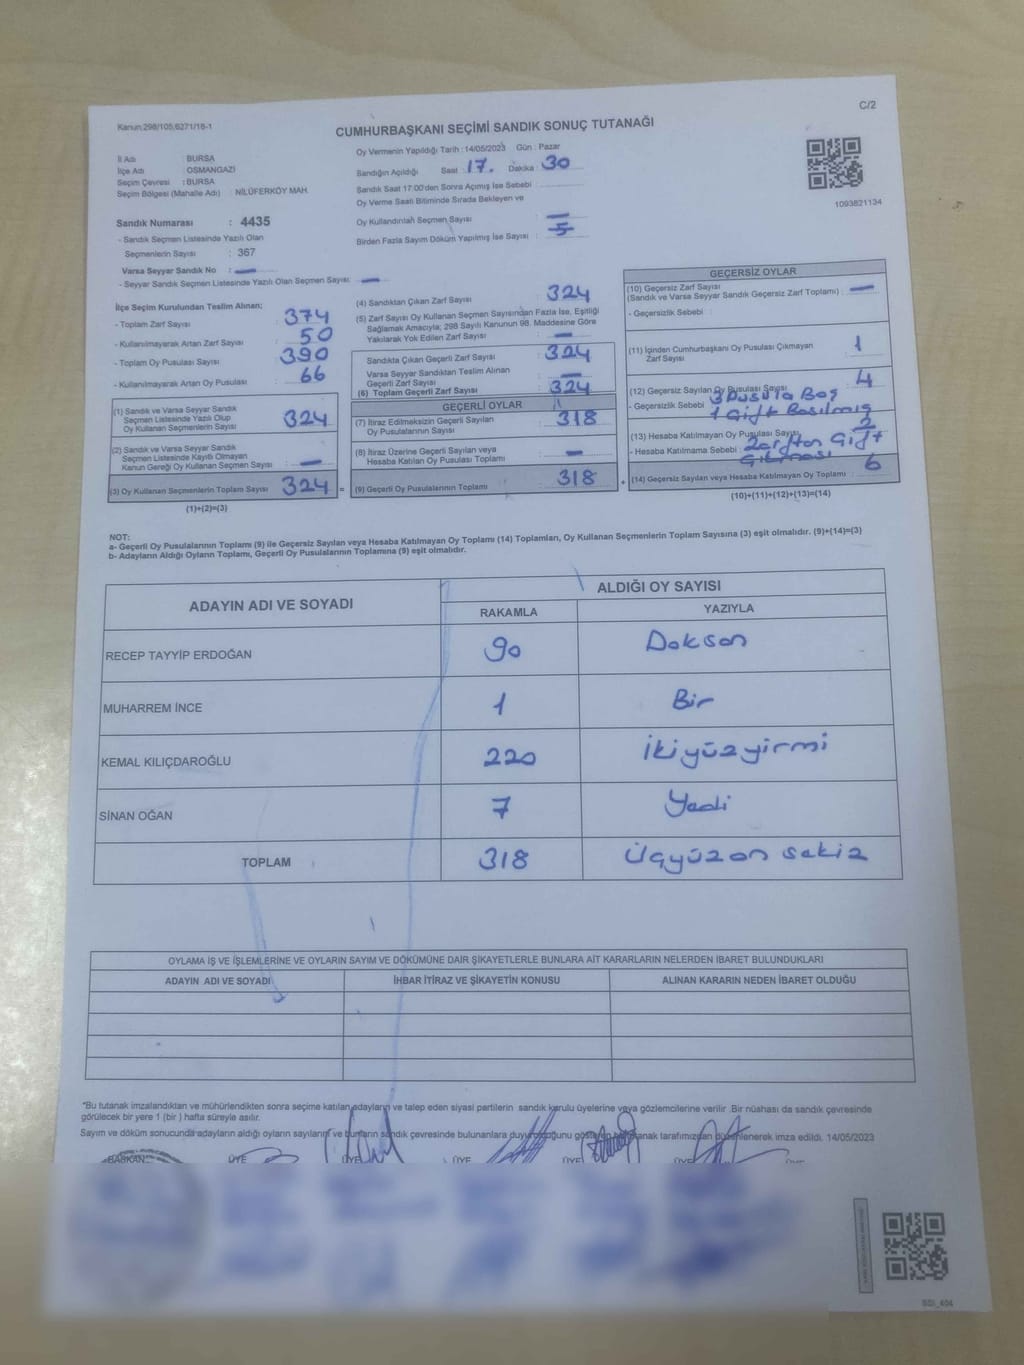 C/2
Kanun:298/105,6271/16-1
CUMHURBAŞKANI SEÇİMİ SANDIK SONUÇ TUTANAĞI
İl Adı : BURSA
İlçe Adı : OSMANGAZİ
Seçim Çevresi : BURSA
Seçim Bölgesi (Mahalle Adı) : NİLÜFERKÖY MAH.
Oy Vermenin Yapıldığı Tarih : 14/05/2023 Gün : Pazar
Sandığın Açıldığı Saat : 17. Dakika : 30
Sandık Saat 17:00'den Sonra Açmış İse Sebebi :
Oy Verme Saati Bitiminde Sırada Bekleyen ve
Oy Kullandırılan Seçmen Sayısı : —
Birden Fazla Sayım Döküm Yapılmış İse Sayısı :
1093821134
Sandık Numarası : 4435
- Sandık Seçmen Listesinde Yazılı Olan
Seçmenlerin Sayısı : 367
Varsa Seyyar Sandık No : —
- Seyyar Sandık Seçmen Listesinde Yazılı Olan Seçmen Sayısı : —
İlçe Seçim Kurulundan Teslim Alınan;
- Toplam Zarf Sayısı : 374
- Kullanılmayarak Artan Zarf Sayısı : 50
- Toplam Oy Pusulası Sayısı : 390
- Kullanılmayarak Artan Oy Pusulası : 66
(1) Sandık ve Varsa Seyyar Sandık
Seçmen Listesinde Yazılı Olup
Oy Kullanan Seçmenlerin Sayısı : 324
(2) Sandık ve Varsa Seyyar Sandık
Seçmen Listesinde Kayıtlı Olmayan
Kanun Gereği Oy Kullanan Seçmen Sayısı : —
(3) Oy Kullanan Seçmenlerin Toplam Sayısı : 324 =
(1)+(2)=(3)
(4) Sandıktan Çıkan Zarf Sayısı : 324
(5) Zarf Sayısı Oy Kullanan Seçmen Sayısından Fazla İse, Eşitliği
Sağlamak Amacıyla; 298 Sayılı Kanunun 98. Maddesine Göre
Yakılarak Yok Edilen Zarf Sayısı : —
Sandıkta Çıkan Geçerli Zarf Sayısı : 324
Varsa Seyyar Sandıktan Teslim Alınan
Geçerli Zarf Sayısı : —
(6) Toplam Geçerli Zarf Sayısı : 324
GEÇERLİ OYLAR
(7) İtiraz Edilmeksizin Geçerli Sayılan
Oy Pusulasının Sayısı : 318
(8) İtiraz Üzerine Geçerli Sayılan veya
Hesaba Katılan Oy Pusulası Toplamı : —
(9) Geçerli Oy Pusulalarının Toplamı : 318 +
GEÇERSİZ OYLAR
(10) Geçersiz Zarf Sayısı
(Sandık ve Varsa Seyyar Sandık Geçersiz Zarf Toplamı) : —
- Geçersizlik Sebebi :
(11) İçinden Cumhurbaşkanı Oy Pusulası Çıkmayan
Zarf Sayısı : 1
(12) Geçersiz Sayılan Oy Pusulası Sayısı : 4
- Geçersizlik Sebebi : 3 Pusula Boş
1 Çift Basılmış
(13) Hesaba Katılmayan Oy Pusulası Sayısı : 2
- Hesaba Katılmama Sebebi : Zarftan Çift
Çıkması
(14) Geçersiz Sayılan veya Hesaba Katılmayan Oy Toplamı : 6
(10)+(11)+(12)+(13)=(14)
NOT:
a- Geçerli Oy Pusulalarının Toplamı (9) ile Geçersiz Sayılan veya Hesaba Katılmayan Oy Toplamı (14) Toplamları, Oy Kullanan Seçmenlerin Toplam Sayısına (3) eşit olmalıdır. (9)+(14)=(3)
b- Adayların Aldığı Oyların Toplamı, Geçerli Oy Pusulalarının Toplamına (9) eşit olmalıdır.
ADAYIN ADI VE SOYADI ALDIĞI OY SAYISI
RAKAMLA YAZIYLA
RECEP TAYYİP ERDOĞAN 90 Doksan
MUHARREM İNCE 1 Bir
KEMAL KILIÇDAROĞLU 220 ikiyüzyirmi
SİNAN OĞAN 7 Yedi
TOPLAM 318 üçyüzon sekiz
OYLAMA İŞ VE İŞLEMLERİNE VE OYLARIN SAYIM VE DÖKÜMÜNE DAİR ŞİKAYETLERLE BUNLARA AİT KARARLARIN NELERDEN İBARET BULUNDUKLARI
ADAYIN ADI VE SOYADI İHBAR İTİRAZ VE ŞİKAYETİN KONUSU ALINAN KARARIN NEDEN İBARET OLDUĞU
*Bu tutanak imzalandıktan ve mühürlendikten sonra seçime katılan adayların ve talep eden siyasi partilerin sandık kurulu üyelerine veya gözlemcilerine verilir .Bir nüshası da sandık çevresinde
görülecek bir yere 1 (bir ) hafta süreyle asılır.
Sayım ve döküm sonucunda adayların aldığı oyların sayılarını ve bunların sandık çevresinde bulunanlara duyurulduğunu gösteren tutanak tarafımızdan düzenlenerek imza edildi. 14/05/2023
BAŞKAN ÜYE ÜYE ÜYE ÜYE ÜYE ÜYE